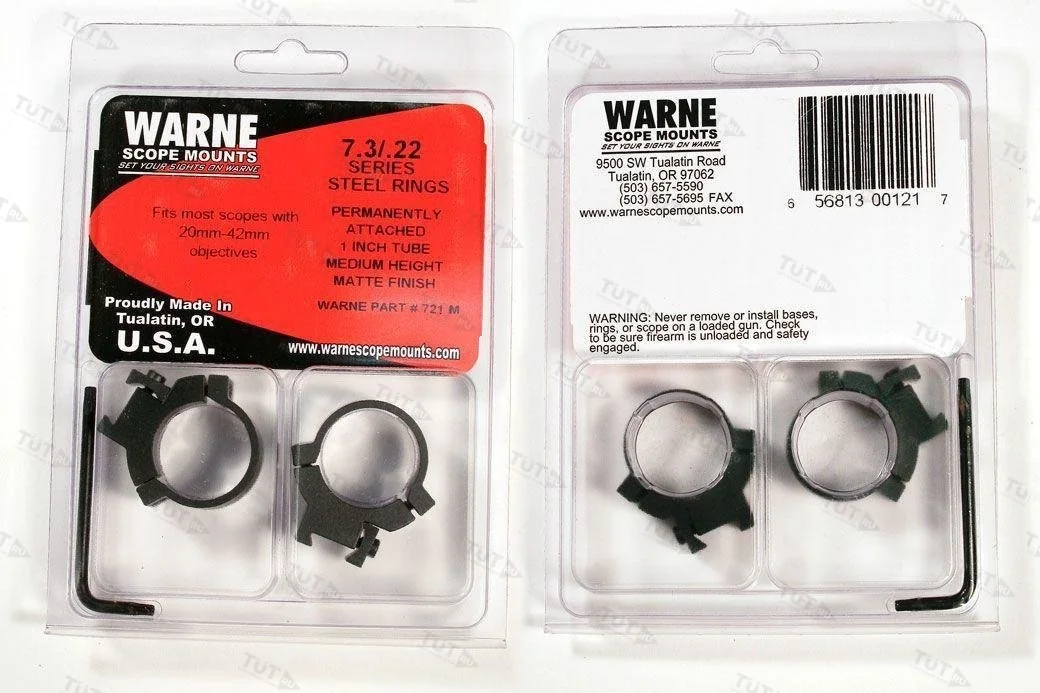 WARNE
SCOPE MOUNTS
SET YOUR SIGHTS ON WARNE
7.3/.22
SERIES
STEEL RINGS
Fits most scopes with
20mm-42mm
objectives
PERMANENTLY
ATTACHED
1 INCH TUBE
MEDIUM HEIGHT
MATTE FINISH
WARNE PART # 721 M
Proudly Made In
Tualatin, OR
U.S.A.
www.warnescopemounts.com
WARNE
SCOPE MOUNTS
SET YOUR SIGHTS ON WARNE
9500 SW Tualatin Road
Tualatin, OR 97062
(503) 657-5590
(503) 657-5695 FAX
www.warnescopemounts.com
6 56813 00121 7
WARNING: Never remove or install bases,
rings, or scope on a loaded gun. Check
to be sure firearm is unloaded and safety
engaged.
TUT.RU